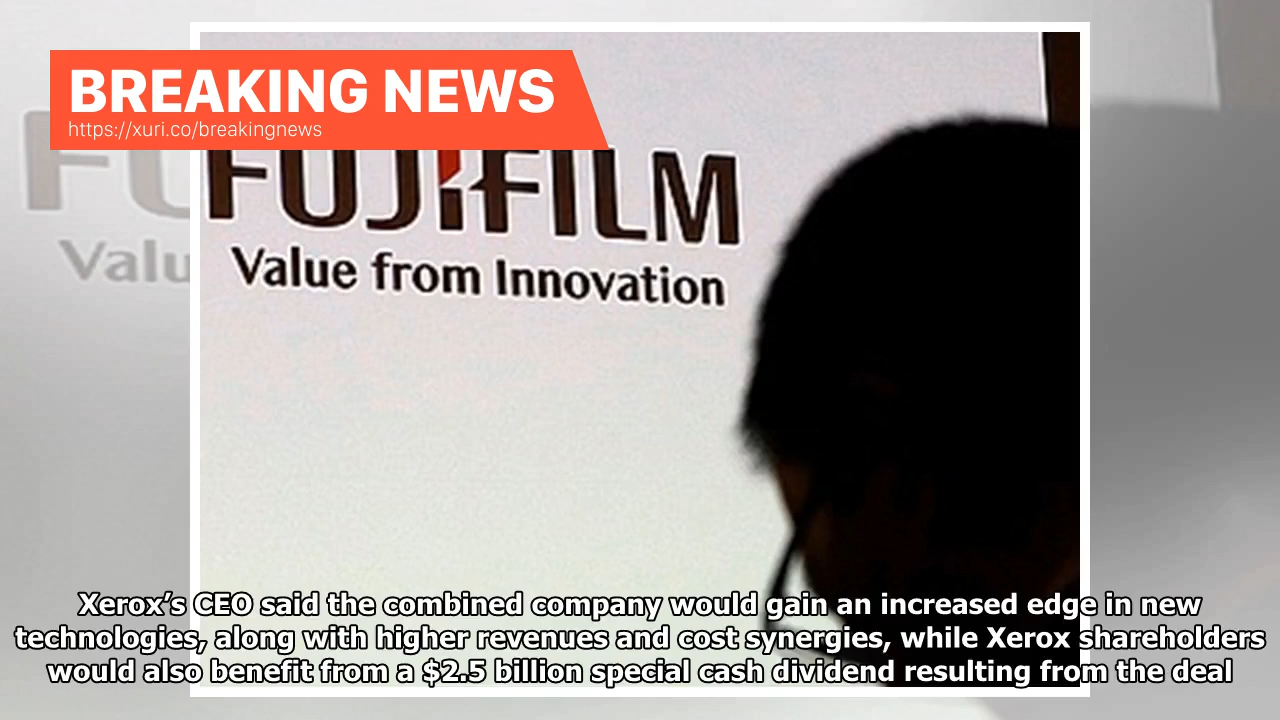 BREAKING NEWS
https://xuri.co/breakingnews
FUJIFILM
Value from Innovation
Xerox’s CEO said the combined company would gain an increased edge in new
technologies, along with higher revenues and cost synergies, while Xerox shareholders
would also benefit from a $2.5 billion special cash dividend resulting from the deal